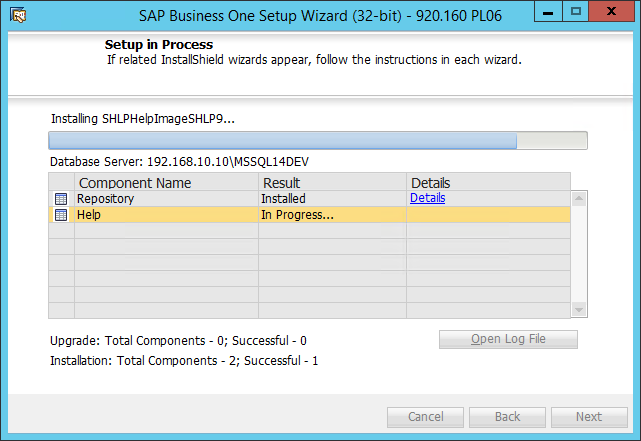 SAP Business One Setup Wizard (32-bit) - 920.160 PL06
Setup in Process
If related InstallShield wizards appear, follow the instructions in each wizard.
Installing SHLPHelpImageSHLP9...
Database Server: 192.168.10.10\MSSQL14DEV
Component Name Result Details
Repository Installed Details
Help In Progress...
Upgrade: Total Components - 0; Successful - 0
Open Log File
Installation: Total Components - 2; Successful - 1
Cancel Back Next